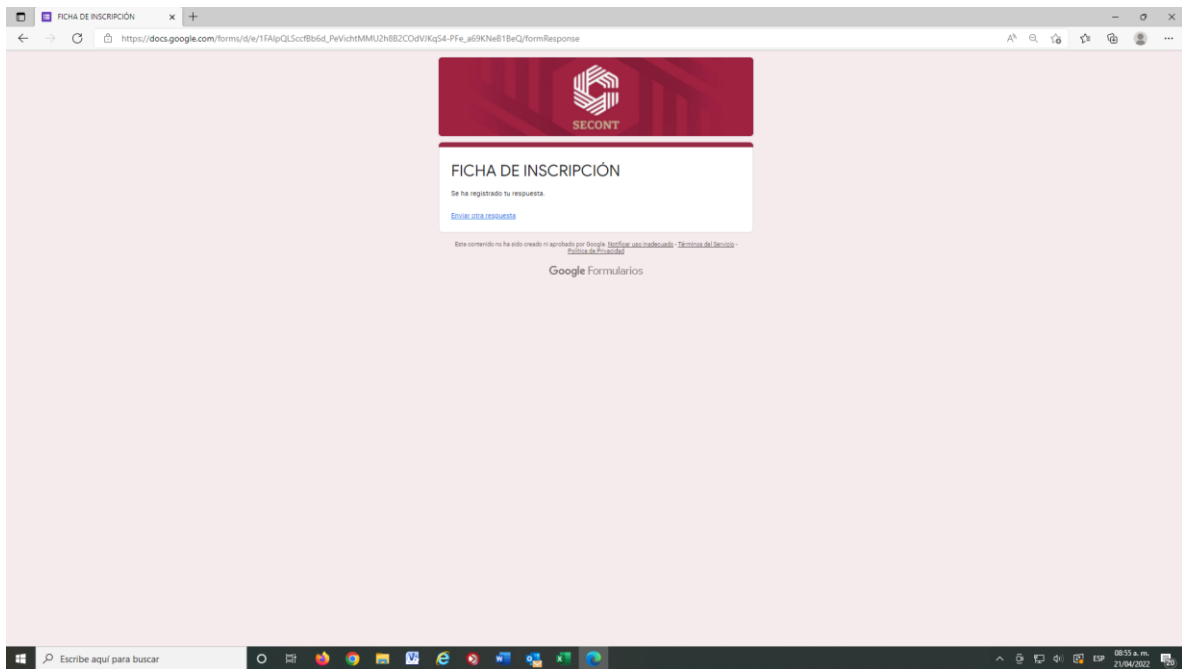 FICHA DE INSCRIPCIÓN
https://docs.google.com/forms/d/e/1FAIpQLSccfBb6d_PeVichtMMU2h8B2COdVJKqS4-PFe_a69KNeB1BeQ/formResponse
SECONT
FICHA DE INSCRIPCIÓN
Se ha registrado tu respuesta.
Enviar otra respuesta
Este contenido no ha sido creado ni aprobado por Google. Notificar uso inadecuado - Términos del Servicio -
Política de Privacidad
Google Formularios
Escribe aquí para buscar
ESP
08:55 a. m.
21/04/2022
20